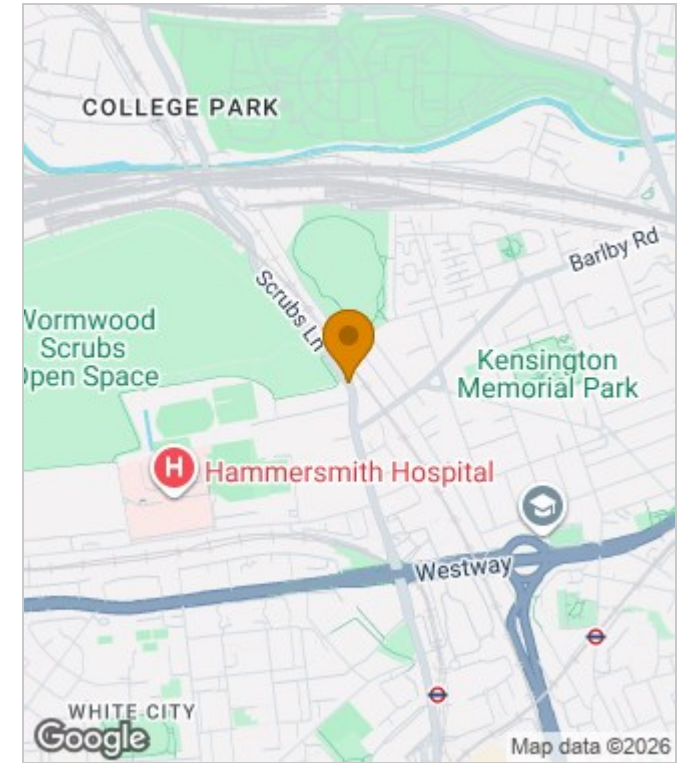 COLLEGE PARK
Barlby Rd
Scrubs Ln
Wormwood
Scrubs
Open Space
Kensington
Memorial Park
H
Hammersmith Hospital
Westway
WHITE CITY
Google
Map data ©2026